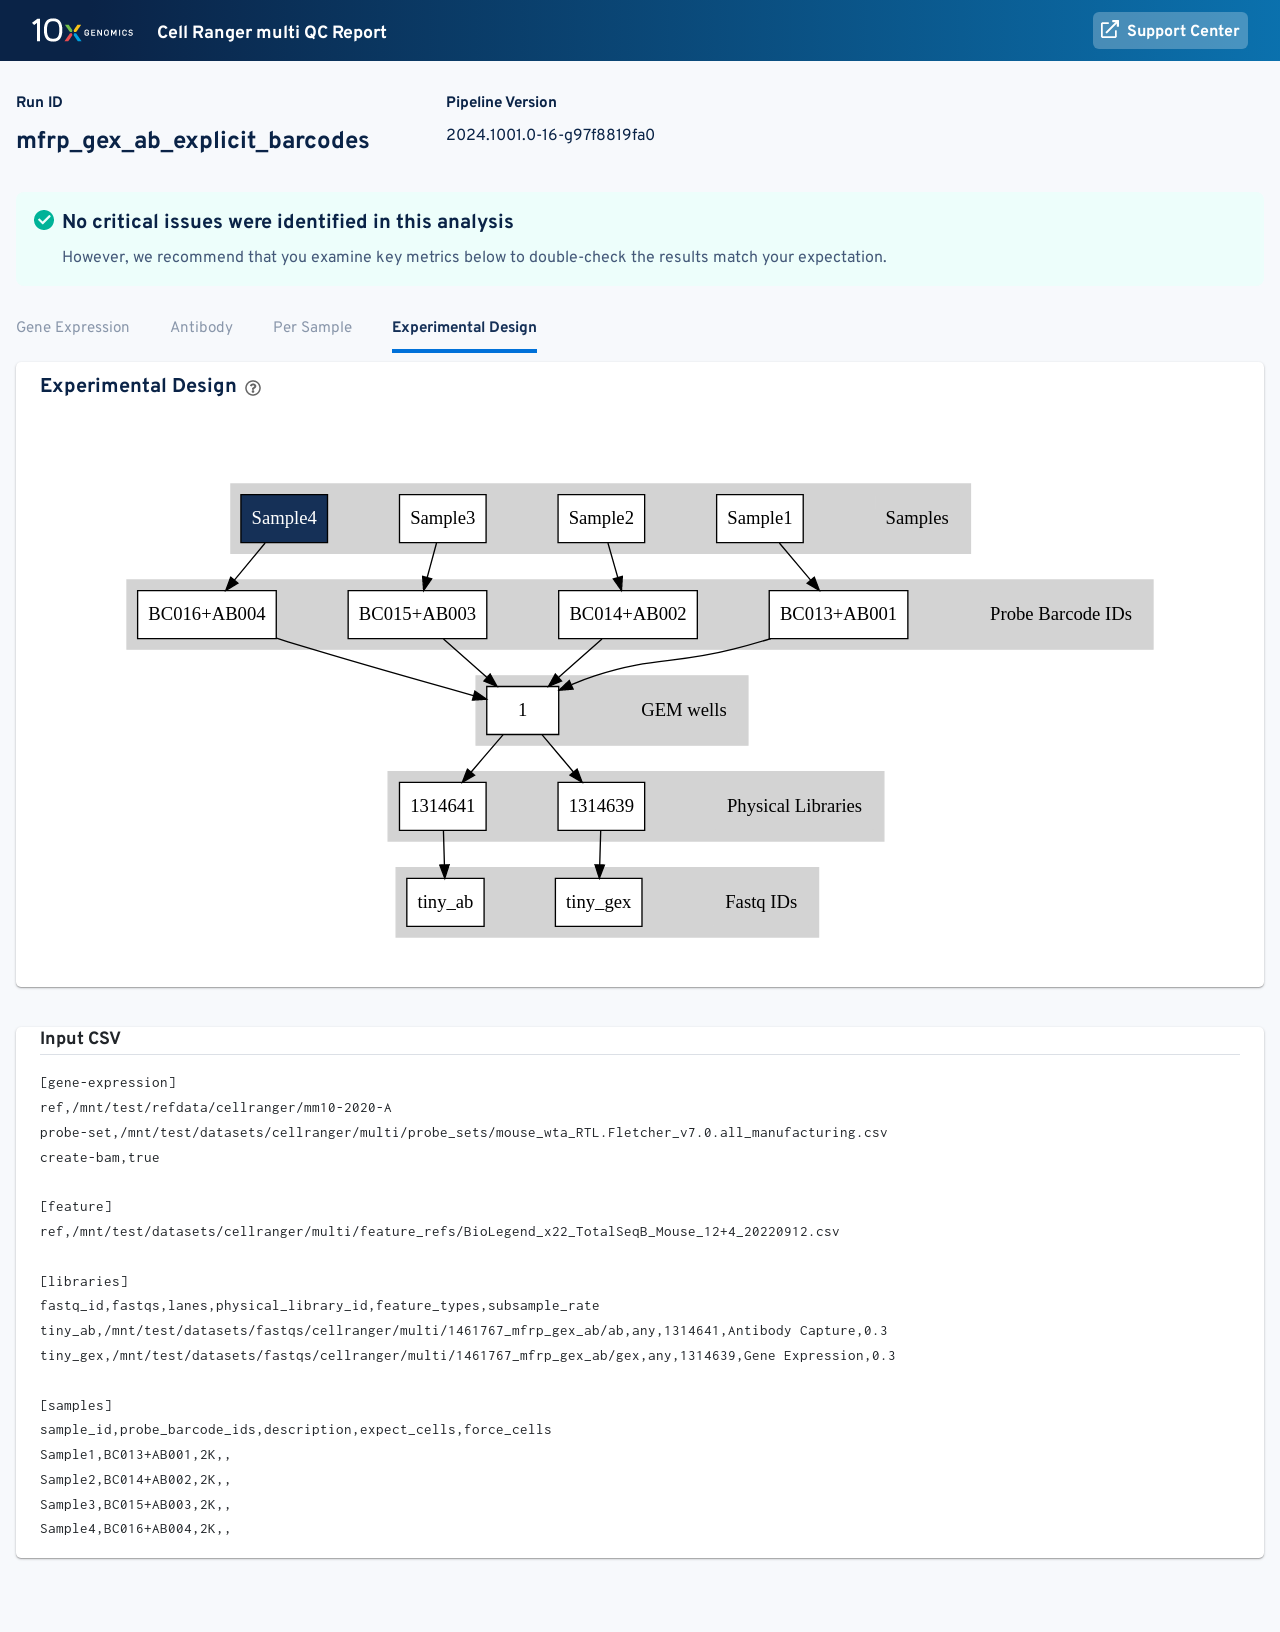 10x GENOMICS Cell Ranger multi QC Report
Support Center
Run ID
mfrp_gex_ab_explicit_barcodes
Pipeline Version
2024.1001.0-16-g97f8819fa0
No critical issues were identified in this analysis
However, we recommend that you examine key metrics below to double-check the results match your expectation.
Gene Expression Antibody Per Sample Experimental Design
Experimental Design ?
Sample4 Sample3 Sample2 Sample1 Samples
BC016+AB004 BC015+AB003 BC014+AB002 BC013+AB001 Probe Barcode IDs
1 GEM wells
1314641 1314639 Physical Libraries
tiny_ab tiny_gex Fastq IDs
Input CSV
[gene-expression]
ref,/mnt/test/refdata/cellranger/mm10-2020-A
probe-set,/mnt/test/datasets/cellranger/multi/probe_sets/mouse_wta_RTL.Fletcher_v7.0.all_manufacturing.csv
create-bam,true
[feature]
ref,/mnt/test/datasets/cellranger/multi/feature_refs/BioLegend_x22_TotalSeqB_Mouse_12+4_20220912.csv
[libraries]
fastq_id,fastqs,lanes,physical_library_id,feature_types,subsample_rate
tiny_ab,/mnt/test/datasets/fastqs/cellranger/multi/1461767_mfrp_gex_ab/ab,any,1314641,Antibody Capture,0.3
tiny_gex,/mnt/test/datasets/fastqs/cellranger/multi/1461767_mfrp_gex_ab/gex,any,1314639,Gene Expression,0.3
[samples]
sample_id,probe_barcode_ids,description,expect_cells,force_cells
Sample1,BC013+AB001,2K,,
Sample2,BC014+AB002,2K,,
Sample3,BC015+AB003,2K,,
Sample4,BC016+AB004,2K,,